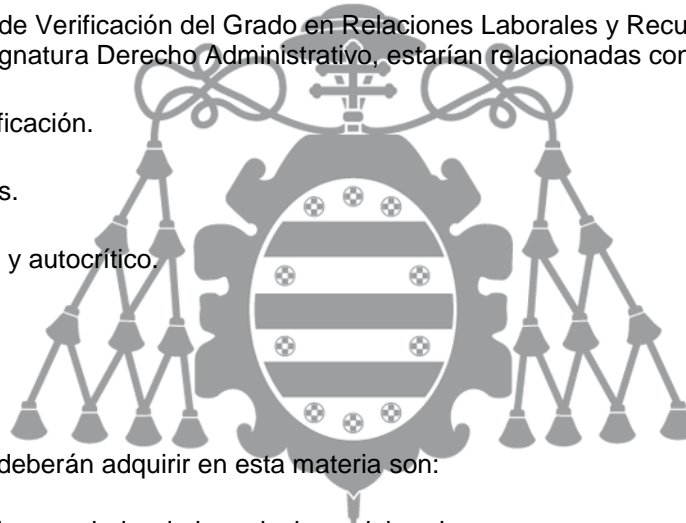 de Verificación del Grado en Relaciones Laborales y Recu
gnatura Derecho Administrativo, estarían relacionadas con
ficación.
s.
y autocrítico.
deberán adquirir en esta materia son: